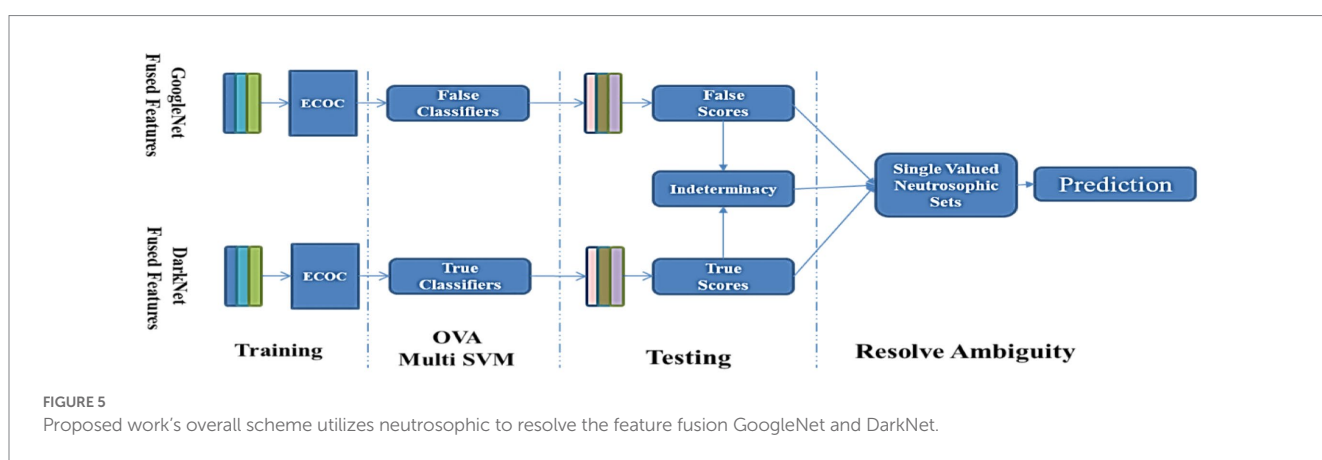 GoogleNet
Fused Features
ECOC
False
Classifiers
False
Scores
Indeterminacy
Single Valued
Neutrosophic
Sets
Prediction
DarkNet
Fused Features
ECOC
True
Classifiers
True
Scores
Training
OVA
Multi SVM
Testing
Resolve Ambiguity
FIGURE 5
Proposed work's overall scheme utilizes neutrosophic to resolve the feature fusion GoogleNet and DarkNet.